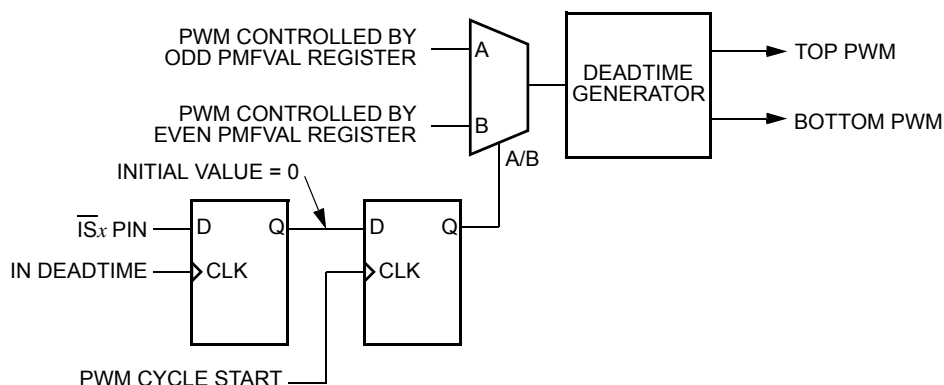 PWM CONTROLLED BY
ODD PMFVAL REGISTER
A
PWM CONTROLLED BY
EVEN PMFVAL REGISTER
B
A/B
DEADTIME
GENERATOR
TOP PWM
BOTTOM PWM
INITIAL VALUE = 0
I̅S̅x PIN
D
Q
IN DEADTIME
CLK
D
Q
CLK
PWM CYCLE START